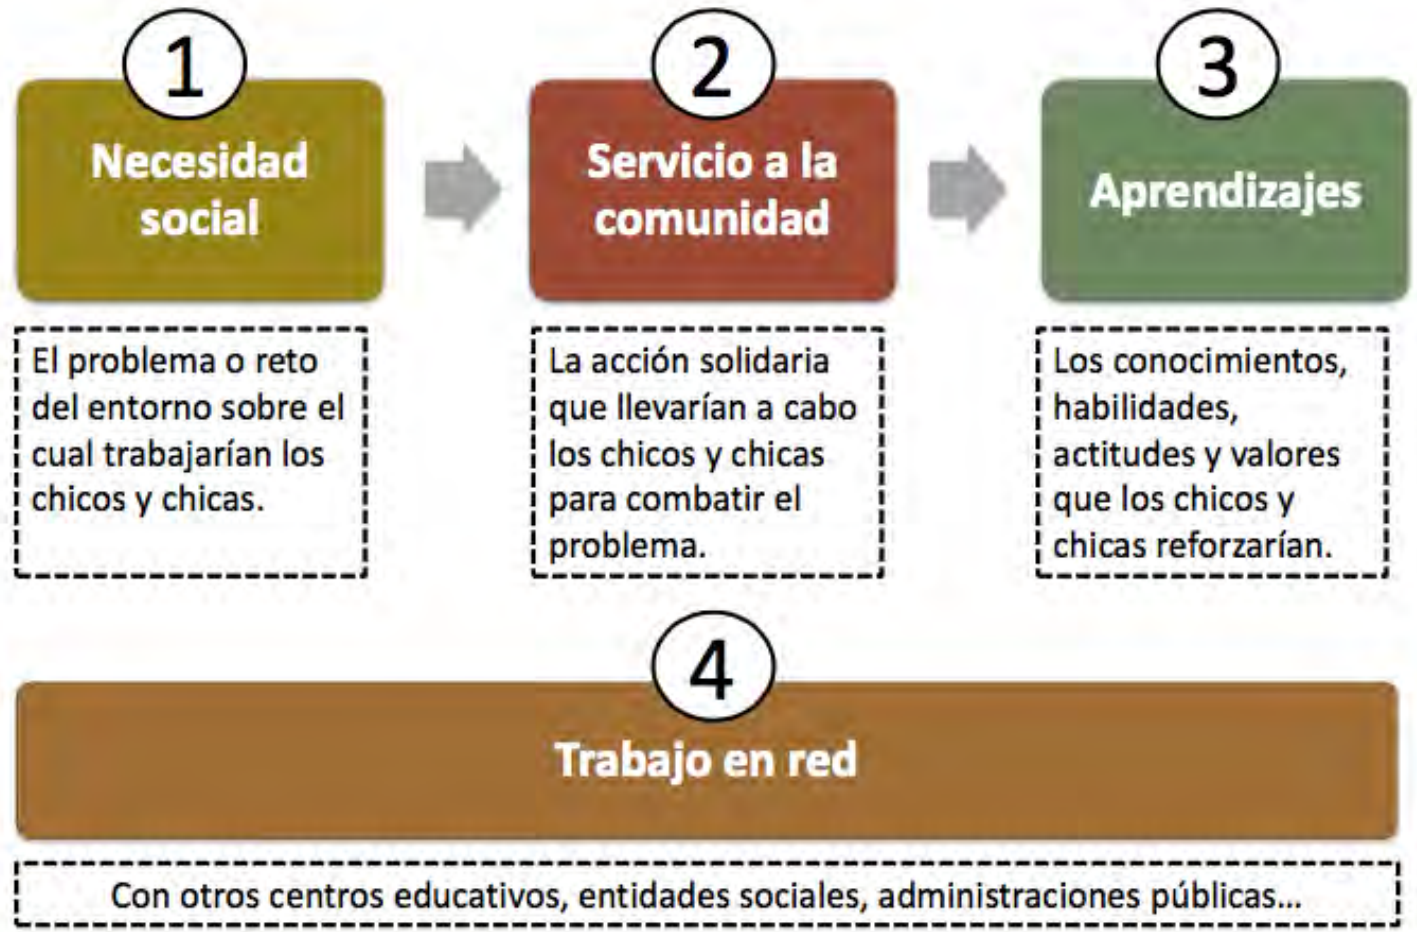 1
Necesidad
social
El problema o reto
del entorno sobre el
cual trabajarían los
chicos y chicas.
2
Servicio a la
comunidad
La acción solidaria
que llevarían a cabo
los chicos y chicas
para combatir el
problema.
3
Aprendizajes
Los conocimientos,
habilidades,
actitudes y valores
que los chicos y
chicas reforzarían.
4
Trabajo en red
Con otros centros educativos, entidades sociales, administraciones públicas...